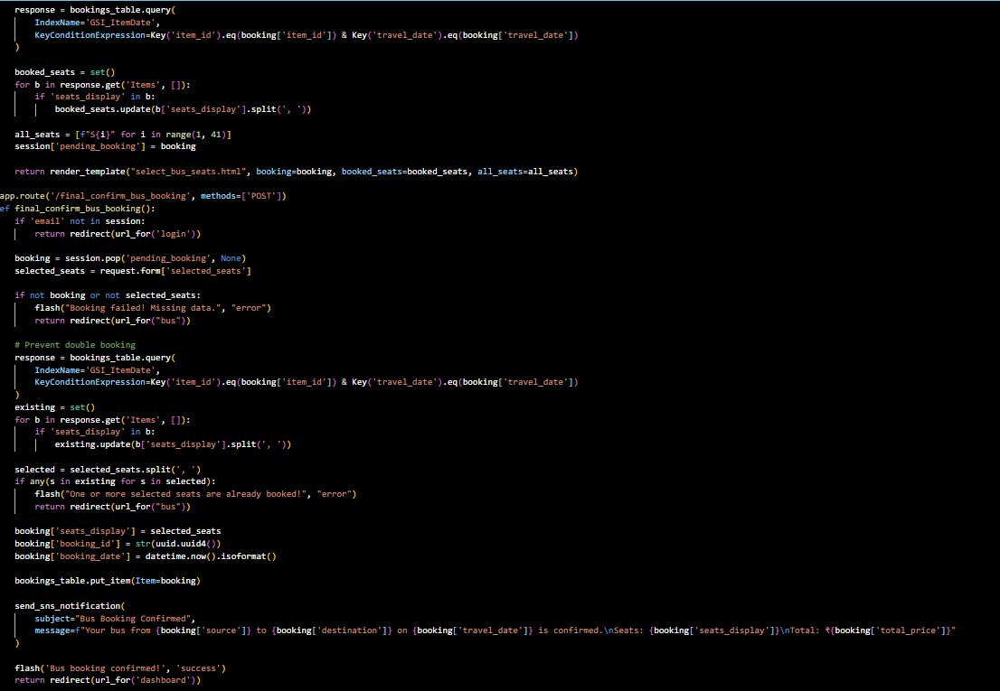 response = bookings_table.query(
IndexName='GSI_ItemDate',
KeyConditionExpression=Key('item_id').eq(booking['item_id']) & Key('travel_date').eq(booking['travel_date'])
)
booked_seats = set()
for b in response.get('Items', []):
if 'seats_display' in b:
booked_seats.update(b['seats_display'].split(', '))
all_seats = [f"S{i}" for i in range(1, 41)]
session['pending_booking'] = booking
return render_template("select_bus_seats.html", booking=booking, booked_seats=booked_seats, all_seats=all_seats)
app.route('/final_confirm_bus_booking', methods=['POST'])
ef final_confirm_bus_booking():
if 'email' not in session:
return redirect(url_for('login'))
booking = session.pop('pending_booking', None)
selected_seats = request.form['selected_seats']
if not booking or not selected_seats:
flash("Booking failed! Missing data.", "error")
return redirect(url_for("bus"))
# Prevent double booking
response = bookings_table.query(
IndexName='GSI_ItemDate',
KeyConditionExpression=Key('item_id').eq(booking['item_id']) & Key('travel_date').eq(booking['travel_date'])
)
existing = set()
for b in response.get('Items', []):
if 'seats_display' in b:
existing.update(b['seats_display'].split(', '))
selected = selected_seats.split(', ')
if any(s in existing for s in selected):
flash("One or more selected seats are already booked!", "error")
return redirect(url_for("bus"))
booking['seats_display'] = selected_seats
booking['booking_id'] = str(uuid.uuid4())
booking['booking_date'] = datetime.now().isoformat()
bookings_table.put_item(Item=booking)
send_sns_notification(
subject="Bus Booking Confirmed",
message=f"Your bus from {booking['source']} to {booking['destination']} on {booking['travel_date']} is confirmed.\nSeats: {booking['seats_display']}\nTotal: ₹{booking['total_price']}"
)
flash('Bus booking confirmed!', 'success')
return redirect(url_for('dashboard'))